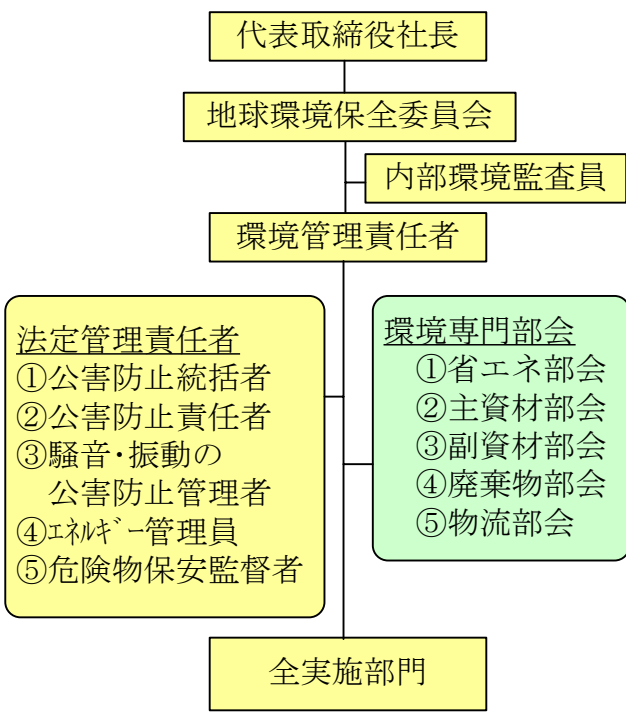 代表取締役社長
地球環境保全委員会
内部環境監査員
環境管理責任者
法定管理責任者
①公害防止統括者
②公害防止責任者
③騒音・振動の
公害防止管理者
④ｴﾈﾙｷﾞｰ管理員
⑤危険物保安監督者
環境専門部会
①省エネ部会
②主資材部会
③副資材部会
④廃棄物部会
⑤物流部会
全実施部門